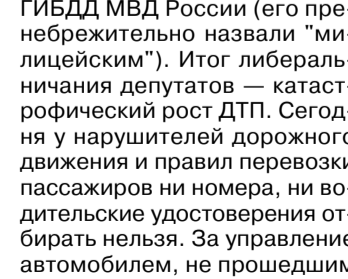 ГИБДД МВД России (его пре-
небрежительно назвали "ми-
лицейским"). Итог либераль-
ничания депутатов — катаст-
рофический рост ДТП. Сегод-
ня у нарушителей дорожного
движения и правил перевозки
пассажиров ни номера, ни во-
дительские удостоверения от-
бирать нельзя. За управление
автомобилем, не прошедшим